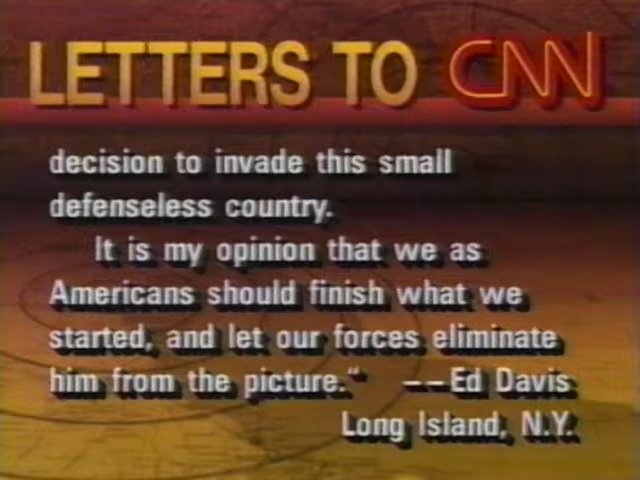 LETTERS TO CNN
decision to invade this small
defenseless country.
It is my opinion that we as
Americans should finish what we
started, and let our forces eliminate
him from the picture." --Ed Davis
Long Island, N.Y.